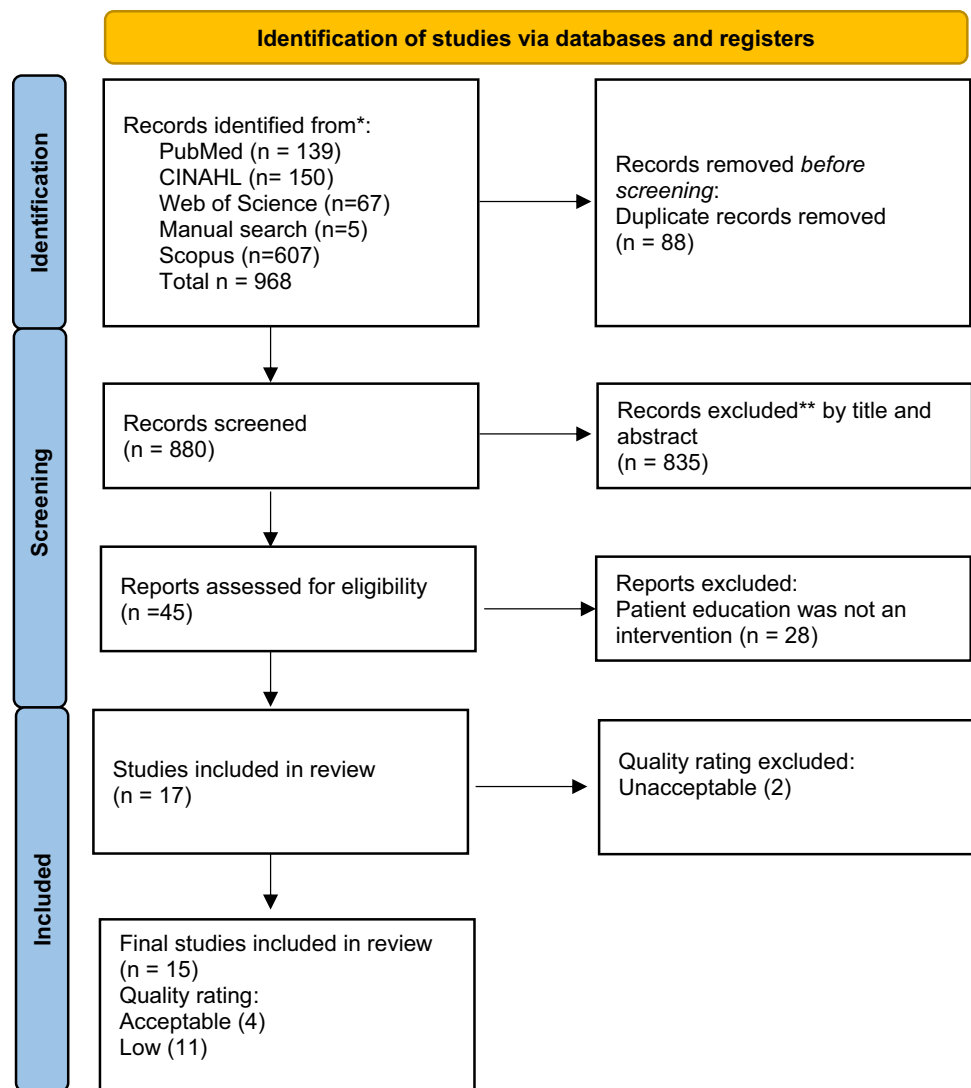 Identification of studies via databases and registers
Identification
Records identified from*:
PubMed (n = 139)
CINAHL (n= 150)
Web of Science (n=67)
Manual search (n=5)
Scopus (n=607)
Total n = 968
Records removed before
screening:
Duplicate records removed
(n = 88)
Screening
Records screened
(n = 880)
Records excluded** by title and
abstract
(n = 835)
Reports assessed for eligibility
(n =45)
Reports excluded:
Patient education was not an
intervention (n = 28)
Included
Studies included in review
(n = 17)
Quality rating excluded:
Unacceptable (2)
Final studies included in review
(n = 15)
Quality rating:
Acceptable (4)
Low (11)